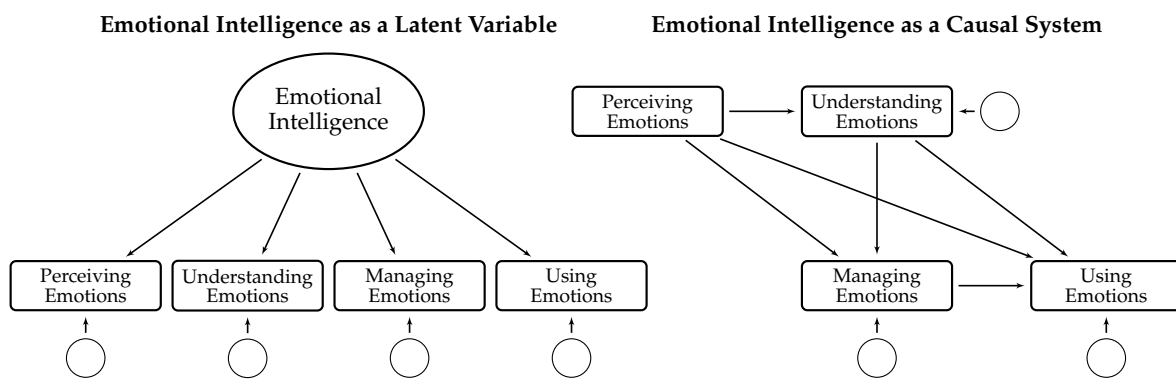 Emotional Intelligence as a Latent Variable
Emotional
Intelligence
Perceiving
Emotions
Understanding
Emotions
Managing
Emotions
Using
Emotions
Emotional Intelligence as a Causal System
Perceiving
Emotions
Understanding
Emotions
Managing
Emotions
Using
Emotions